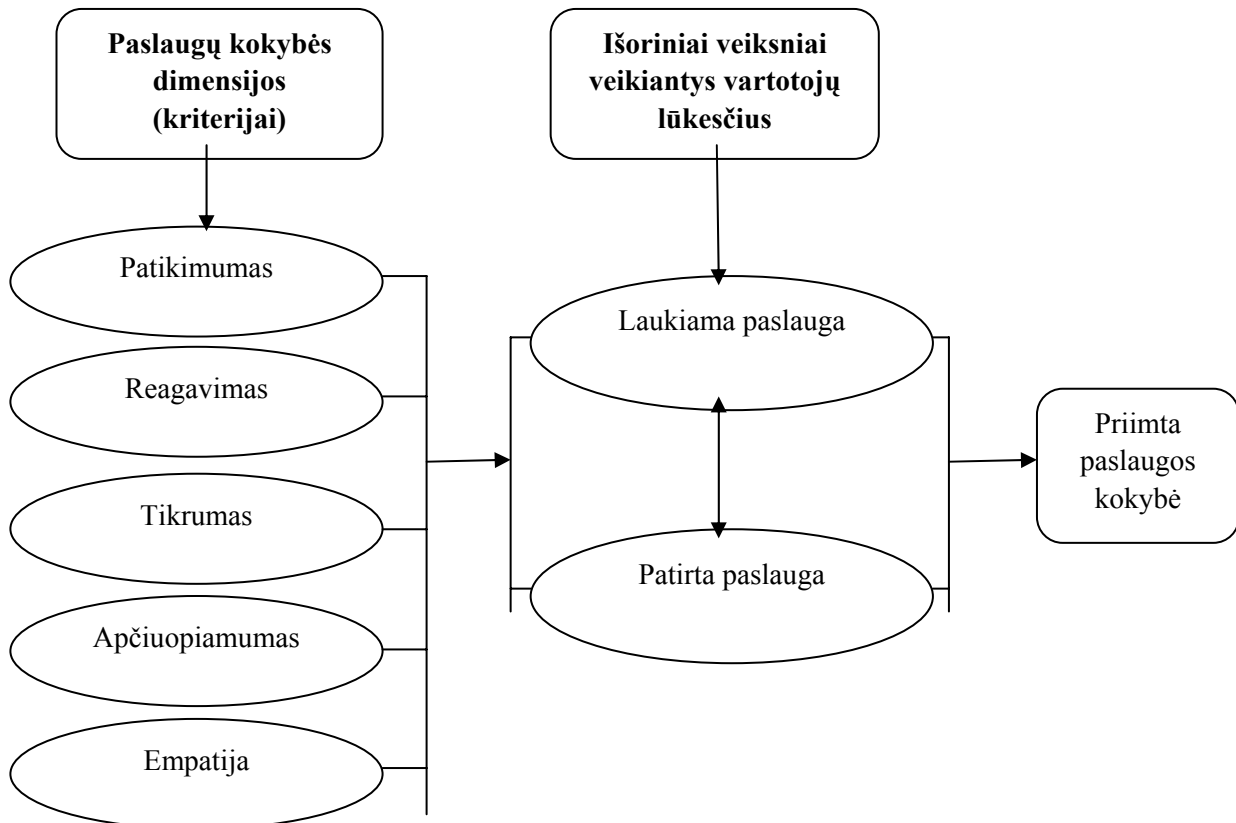 Paslaugų kokybės
dimensijos
(kriterijai)
Išoriniai veiksniai
veikiantys vartotojų
lūkesčius
Patikimumas
Reagavimas
Tikrumas
Apčiuopiamumas
Empatija
Laukiama paslauga
Patirta paslauga
Priimta
paslaugos
kokybė